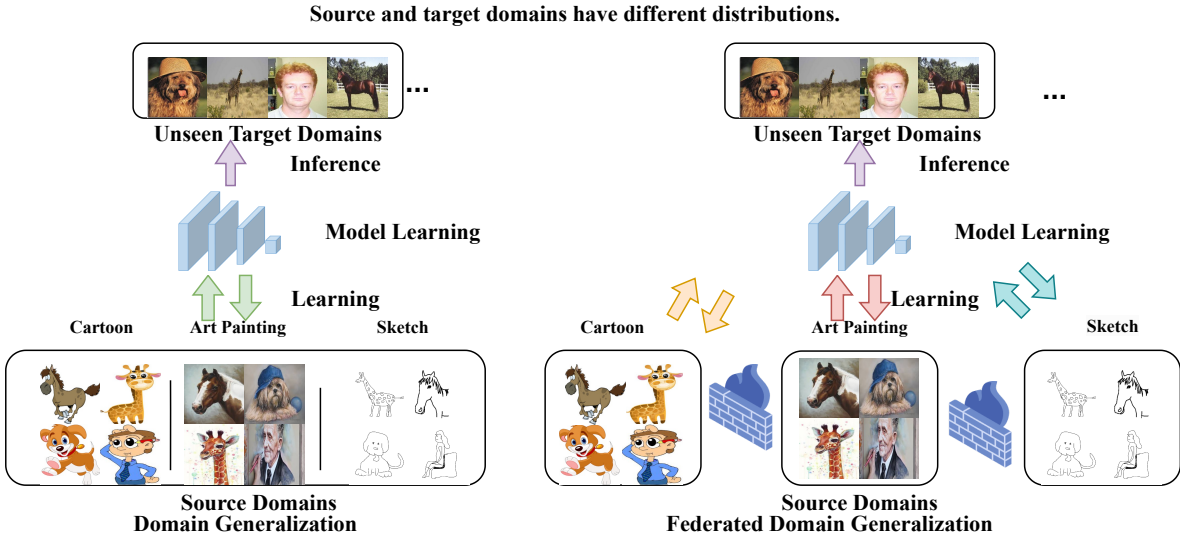 Source and target domains have different distributions.
...
Unseen Target Domains
Inference
Model Learning
Learning
Cartoon Art Painting Sketch
Source Domains
Domain Generalization
...
Unseen Target Domains
Inference
Model Learning
Learning
Cartoon Art Painting Sketch
Source Domains
Federated Domain Generalization